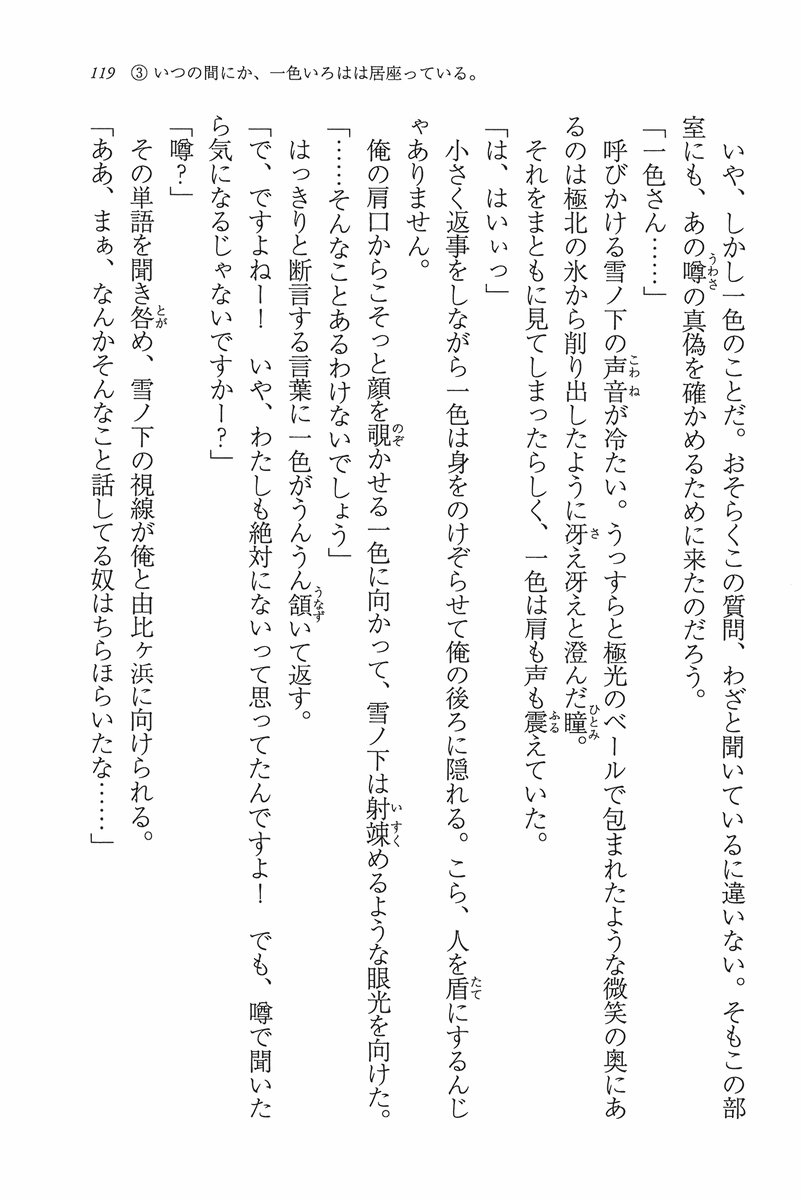 119 ③ いつの間にか、一色いろはは居座っている。
いや、しかし一色のことだ。おそらくこの質問、わざと聞いているに違いない。そもこの部
室にも、あの噂の真偽を確かめるために来たのだろう。
「一色さん……」
呼びかける雪ノ下の声音が冷たい。うっすらと極光のベールで包まれたような微笑の奥にあ
るのは極北の氷から削り出したように冴え冴えと澄んだ瞳。
それをまともに見てしまったらしく、一色は肩も声も震えていた。
「は、はいぃっ」
小さく返事をしながら一色は身をのけぞらせて俺の後ろに隠れる。こら、人を盾にするんじ
ゃありません。
俺の肩口からこそっと顔を覗かせる一色に向かって、雪ノ下は射竦めるような眼光を向けた。
「……そんなことあるわけないでしょう」
はっきりと断言する言葉に一色がうんうん頷いて返す。
「で、ですよねー！　いや、わたしも絶対にないって思ってたんですよ！　でも、噂で聞いた
ら気になるじゃないですかー？」
「噂？」
その単語を聞き咎め、雪ノ下の視線が俺と由比ヶ浜に向けられる。
「ああ、まぁ、なんかそんなこと話してる奴はちらほらいたな……」